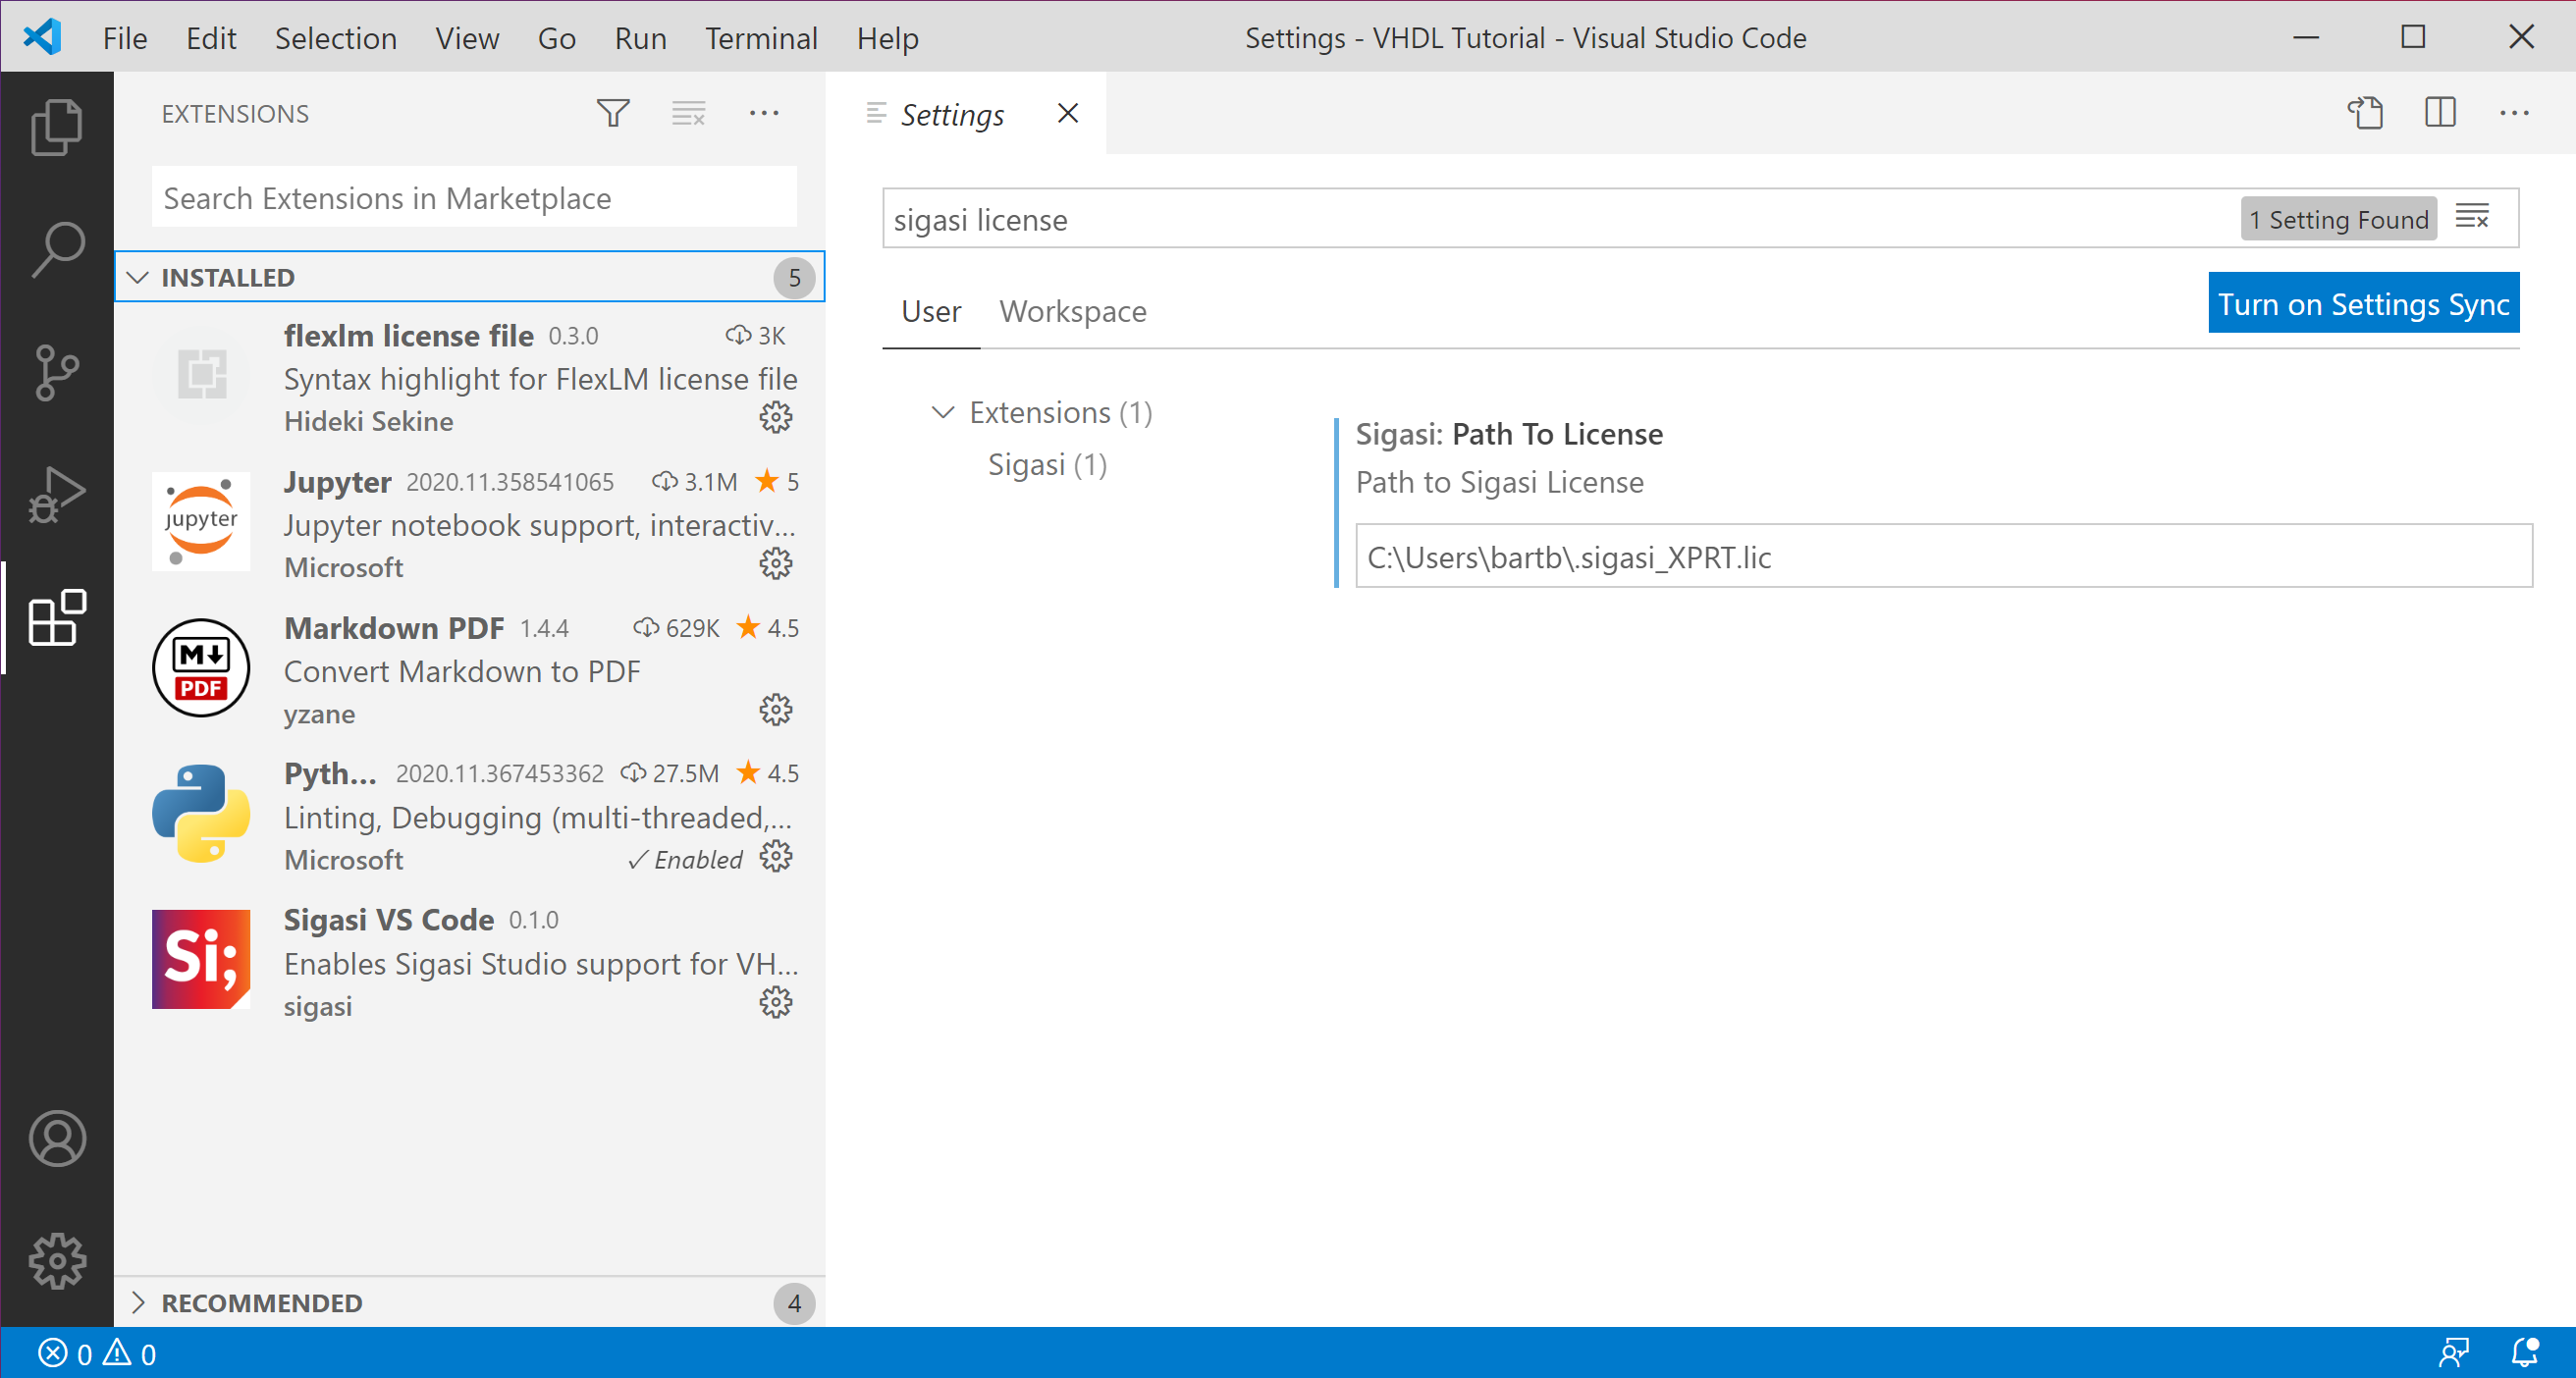 File Edit Selection View Go Run Terminal Help Settings - VHDL Tutorial - Visual Studio Code
EXTENSIONS
Search Extensions in Marketplace
INSTALLED 5
flexlm license file 0.3.0 3K
Syntax highlight for FlexLM license file
Hideki Sekine
jupyter
Jupyter 2020.11.358541065 3.1M ★ 5
Jupyter notebook support, interactiv...
Microsoft
M
PDF
Markdown PDF 1.4.4 629K ★ 4.5
Convert Markdown to PDF
yzane
Pyth... 2020.11.367453362 27.5M ★ 4.5
Linting, Debugging (multi-threaded,...
Microsoft ✓ Enabled
Si;
Sigasi VS Code 0.1.0
Enables Sigasi Studio support for VH...
sigasi
RECOMMENDED 4
Settings
sigasi license 1 Setting Found
User Workspace Turn on Settings Sync
Extensions (1)
Sigasi (1)
Sigasi: Path To License
Path to Sigasi License
C:\Users\bartb\.sigasi_XPRT.lic
0 0